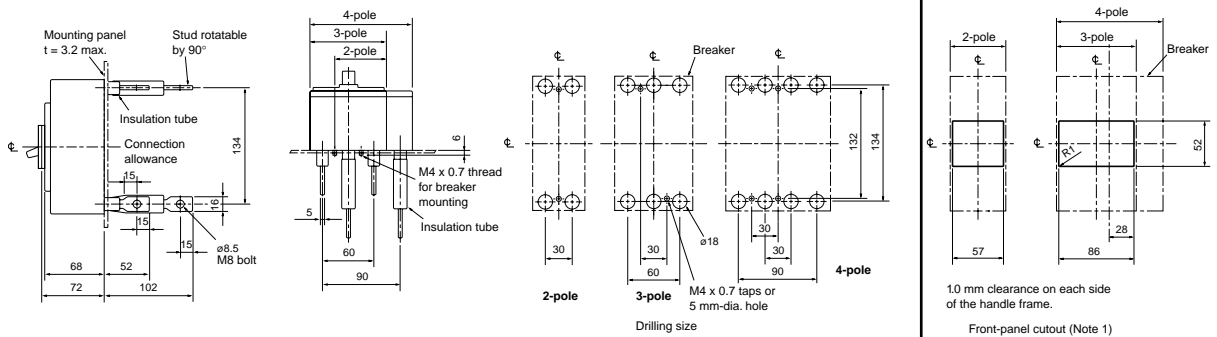 Mounting panel
t = 3.2 max.
Stud rotatable
by 90°
Insulation tube
Connection
allowance
134
15
15
16
15
ø8.5
M8 bolt
68
52
72
102
4-pole
3-pole
2-pole
6
M4 x 0.7 thread
for breaker
mounting
Insulation tube
5
60
90
Breaker
132
134
ø18
30
30
60
30
30
90
M4 x 0.7 taps or
5 mm-dia. hole
2-pole
3-pole
4-pole
Drilling size
4-pole
2-pole
3-pole
Breaker
R1
52
28
57
86
1.0 mm clearance on each side
of the handle frame.
Front-panel cutout (Note 1)